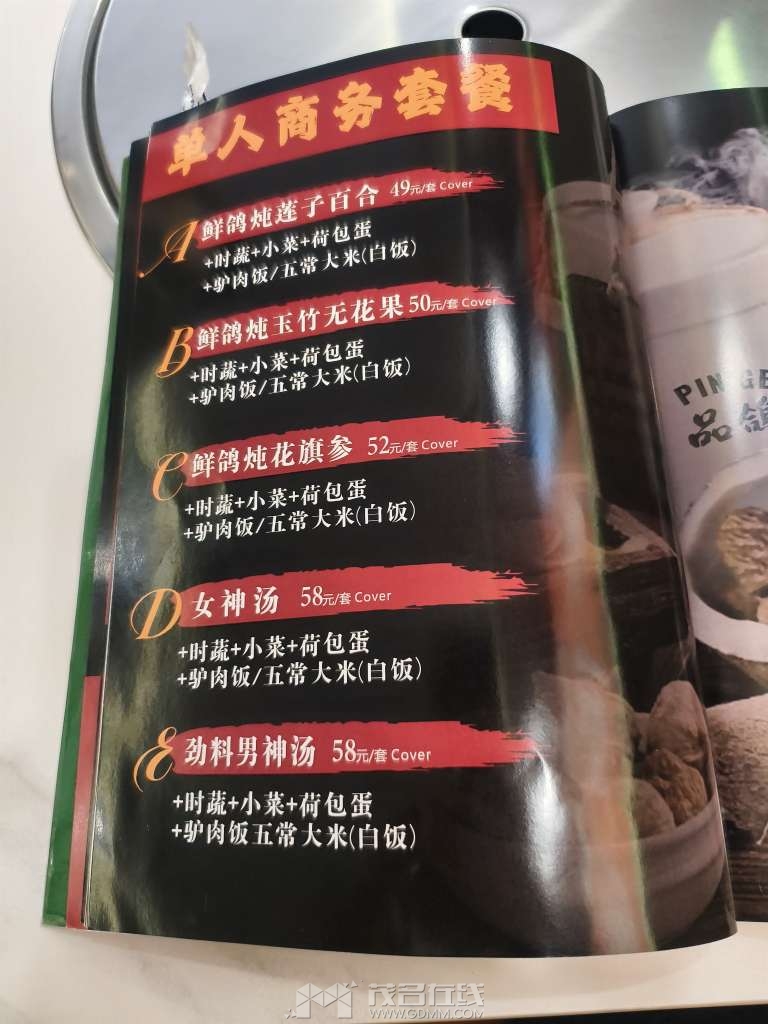 单人商务套餐
A 鲜鸽炖莲子百合 49元/套 Cover
+时蔬+小菜+荷包蛋
+驴肉饭/五常大米(白饭)
B 鲜鸽炖玉竹无花果 50元/套 Cover
+时蔬+小菜+荷包蛋
+驴肉饭/五常大米(白饭)
C 鲜鸽炖花旗参 52元/套 Cover
+时蔬+小菜+荷包蛋
+驴肉饭/五常大米(白饭)
D 女神汤 58元/套 Cover
+时蔬+小菜+荷包蛋
+驴肉饭/五常大米(白饭)
E 劲料男神汤 58元/套 Cover
+时蔬+小菜+荷包蛋
+驴肉饭五常大米(白饭)
PINGE
品鸽
茂名在线
WWW.GDMM.COM